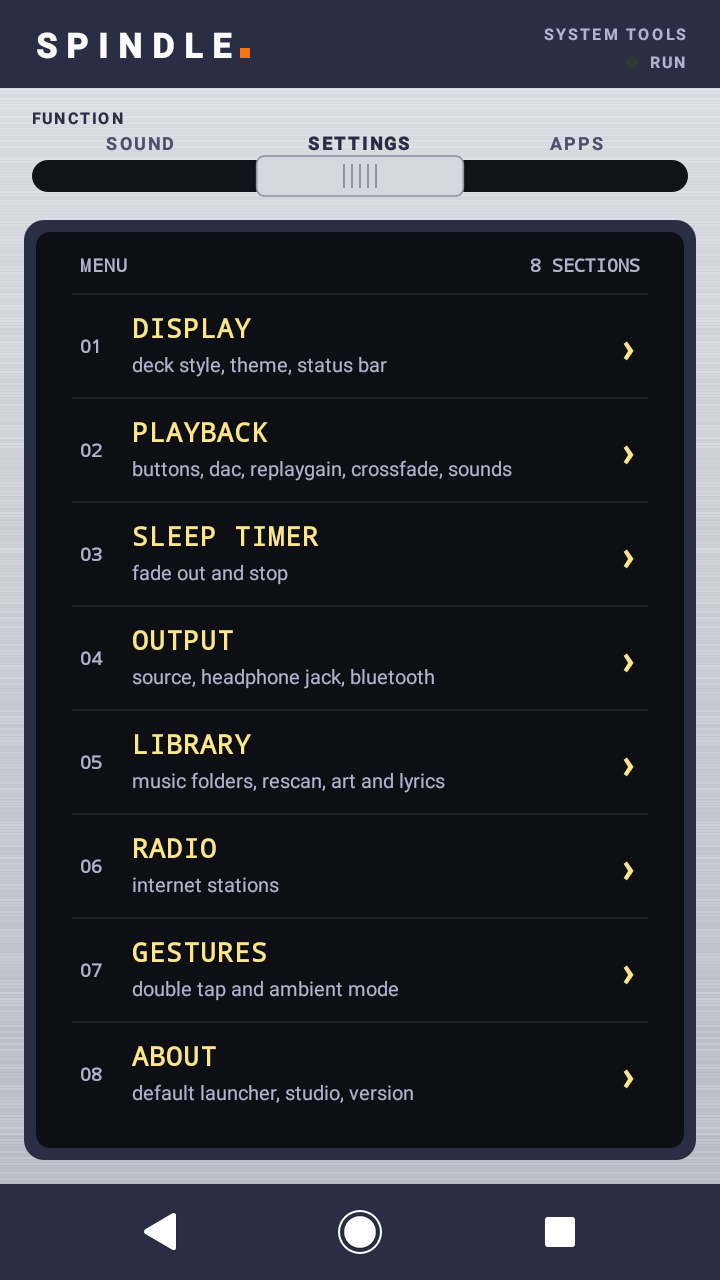 SPINDLE.
SYSTEM TOOLS
RUN
FUNCTION
SOUND SETTINGS APPS
MENU 8 SECTIONS
01 DISPLAY
deck style, theme, status bar
02 PLAYBACK
buttons, dac, replaygain, crossfade, sounds
03 SLEEP TIMER
fade out and stop
04 OUTPUT
source, headphone jack, bluetooth
05 LIBRARY
music folders, rescan, art and lyrics
06 RADIO
internet stations
07 GESTURES
double tap and ambient mode
08 ABOUT
default launcher, studio, version